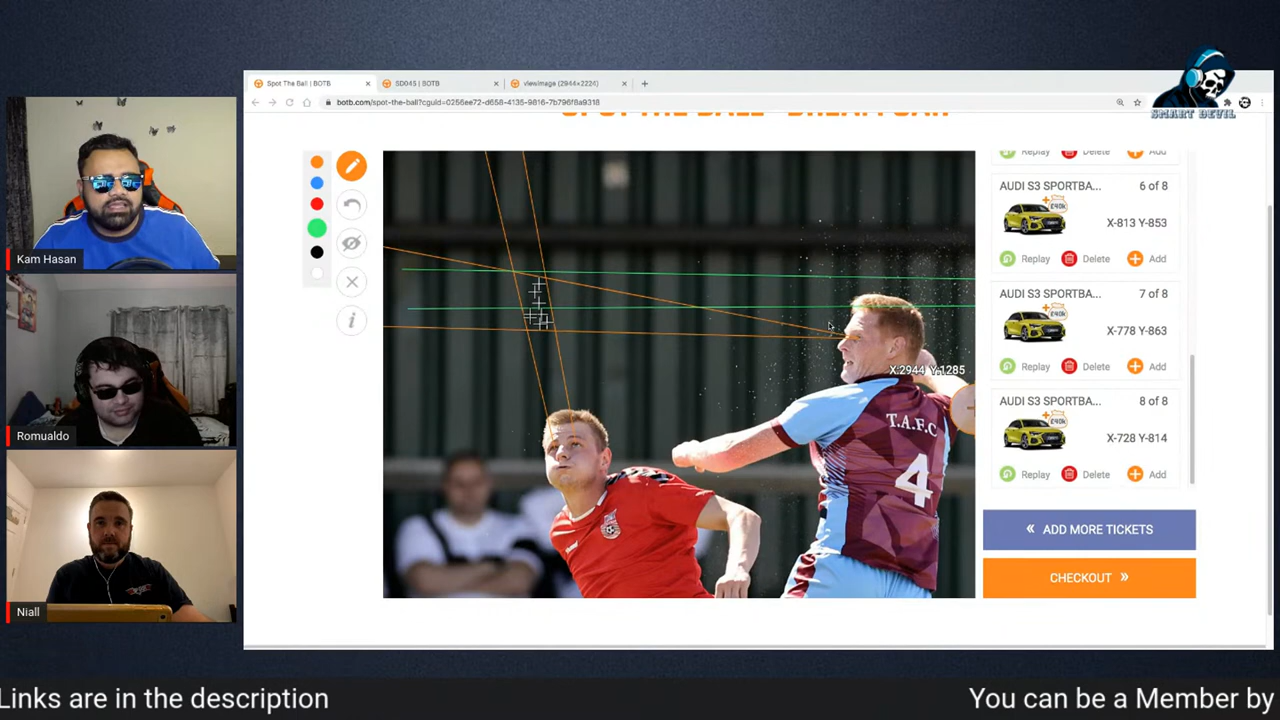 Spot The Ball | BOTB
SD045 | BOTB
viewImage (2944×2224)
botb.com/spot-the-ball?cguid=0256ee72-d658-4135-9816-7b796f8a9318
SMART DEVIL
Replay Delete Add
AUDI S3 SPORTBA... 6 of 8
+£40k
X-813 Y-853
Replay Delete Add
AUDI S3 SPORTBA... 7 of 8
+£40k
X-778 Y-863
Replay Delete Add
AUDI S3 SPORTBA... 8 of 8
+£40k
X-728 Y-814
Replay Delete Add
« ADD MORE TICKETS
CHECKOUT »
X:2944 Y:1285
T.A.F.C
4
Kam Hasan
Romualdo
Niall
Links are in the description
You can be a Member by